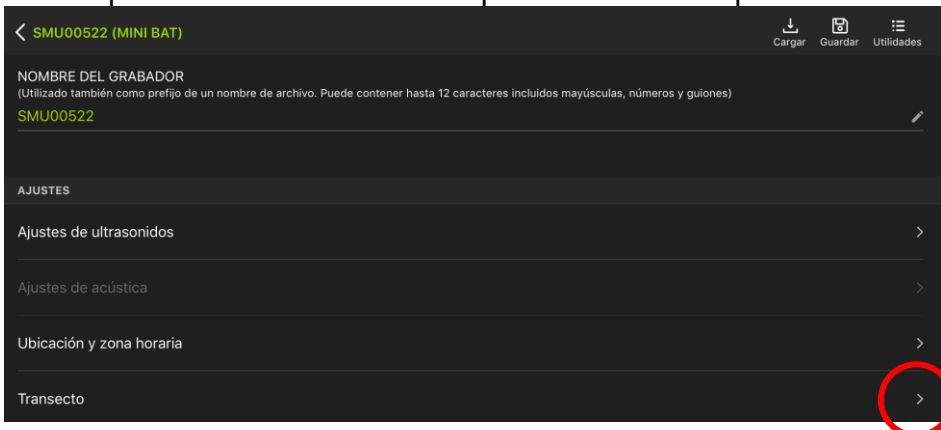 SMU00522 (MINI BAT)
Cargar Guardar Utilidades
NOMBRE DEL GRABADOR
(Utilizado también como prefijo de un nombre de archivo. Puede contener hasta 12 caracteres incluidos mayúsculas, números y guiones)
SMU00522
AJUSTES
Ajustes de ultrasonidos
Ajustes de acústica
Ubicación y zona horaria
Transecto